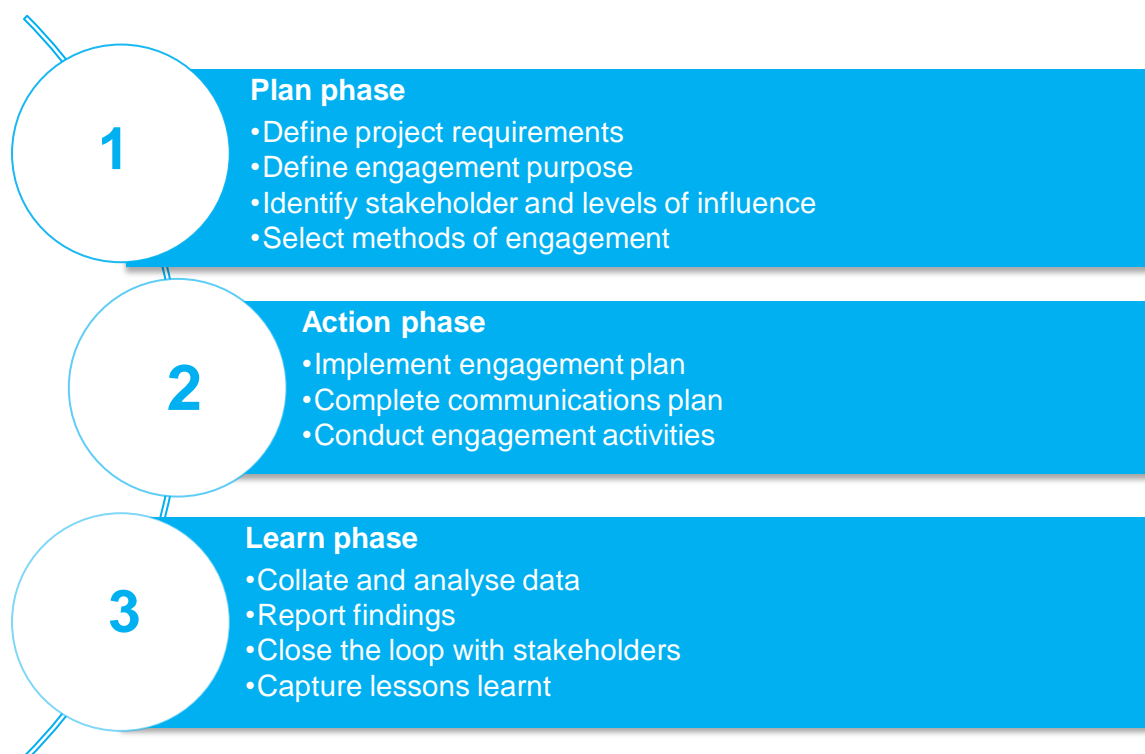 1
Plan phase
•Define project requirements
•Define engagement purpose
•Identify stakeholder and levels of influence
•Select methods of engagement
2
Action phase
•Implement engagement plan
•Complete communications plan
•Conduct engagement activities
3
Learn phase
•Collate and analyse data
•Report findings
•Close the loop with stakeholders
•Capture lessons learnt